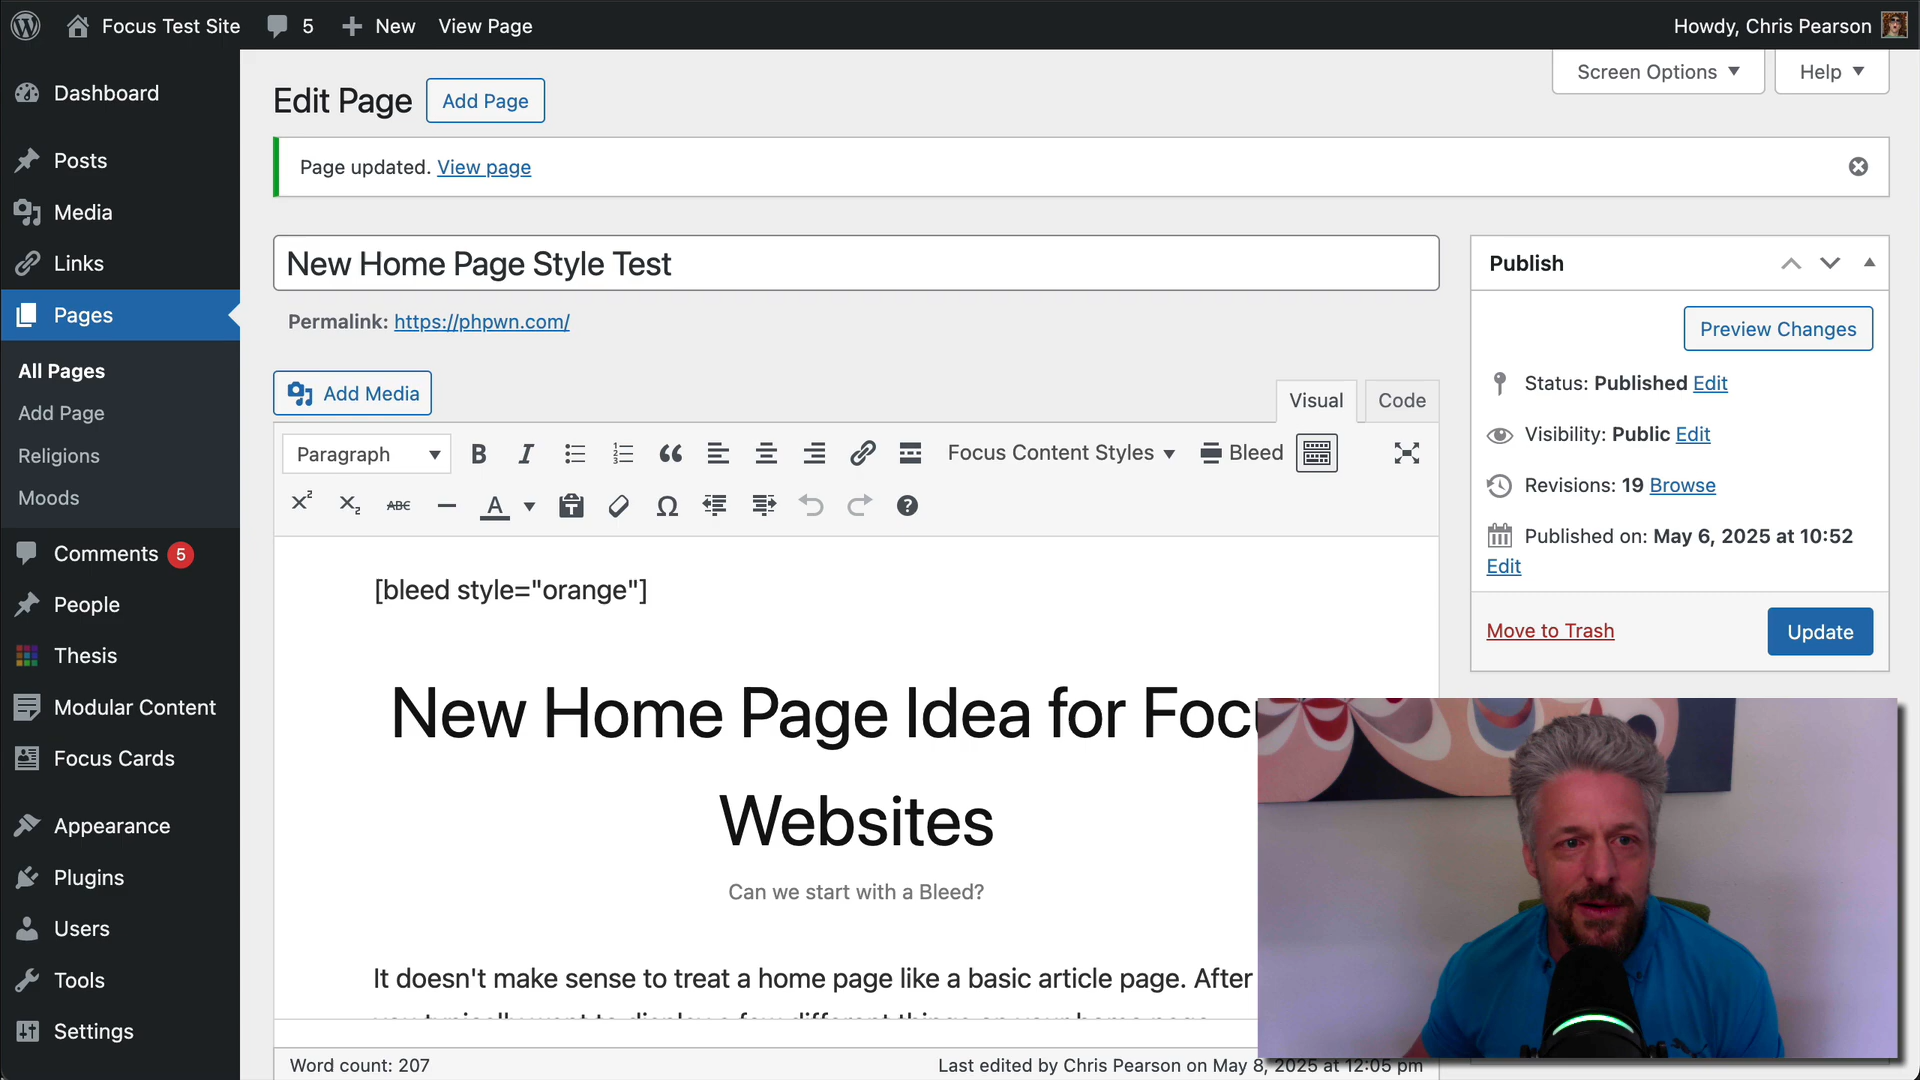 Focus Test Site
5
New
View Page
Howdy, Chris Pearson
Screen Options
Help
Dashboard
Posts
Media
Links
Pages
All Pages
Add Page
Religions
Moods
Comments 5
People
Thesis
Modular Content
Focus Cards
Appearance
Plugins
Users
Tools
Settings
Edit Page
Add Page
Page updated. View page
New Home Page Style Test
Permalink: https://phpwn.com/
Add Media
Visual
Code
Paragraph
Focus Content Styles
Bleed
ABC
[bleed style="orange"]
New Home Page Idea for Foc
Websites
Can we start with a Bleed?
It doesn't make sense to treat a home page like a basic article page. After
Word count: 207
Last edited by Chris Pearson on May 8, 2025 at 12:05 pm
Publish
Preview Changes
Status: Published Edit
Visibility: Public Edit
Revisions: 19 Browse
Published on: May 6, 2025 at 10:52
Edit
Move to Trash
Update